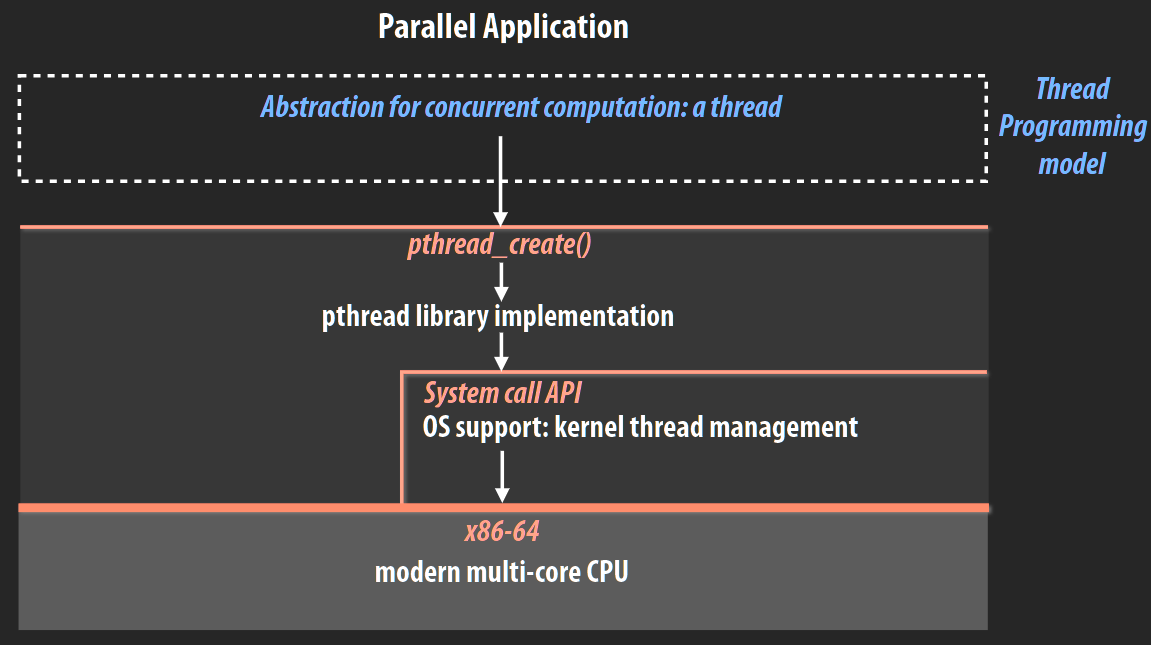 Parallel Application
Abstraction for concurrent computation: a thread
Thread
Programming
model
pthread_create()
pthread library implementation
System call API
OS support: kernel thread management
x86-64
modern multi-core CPU